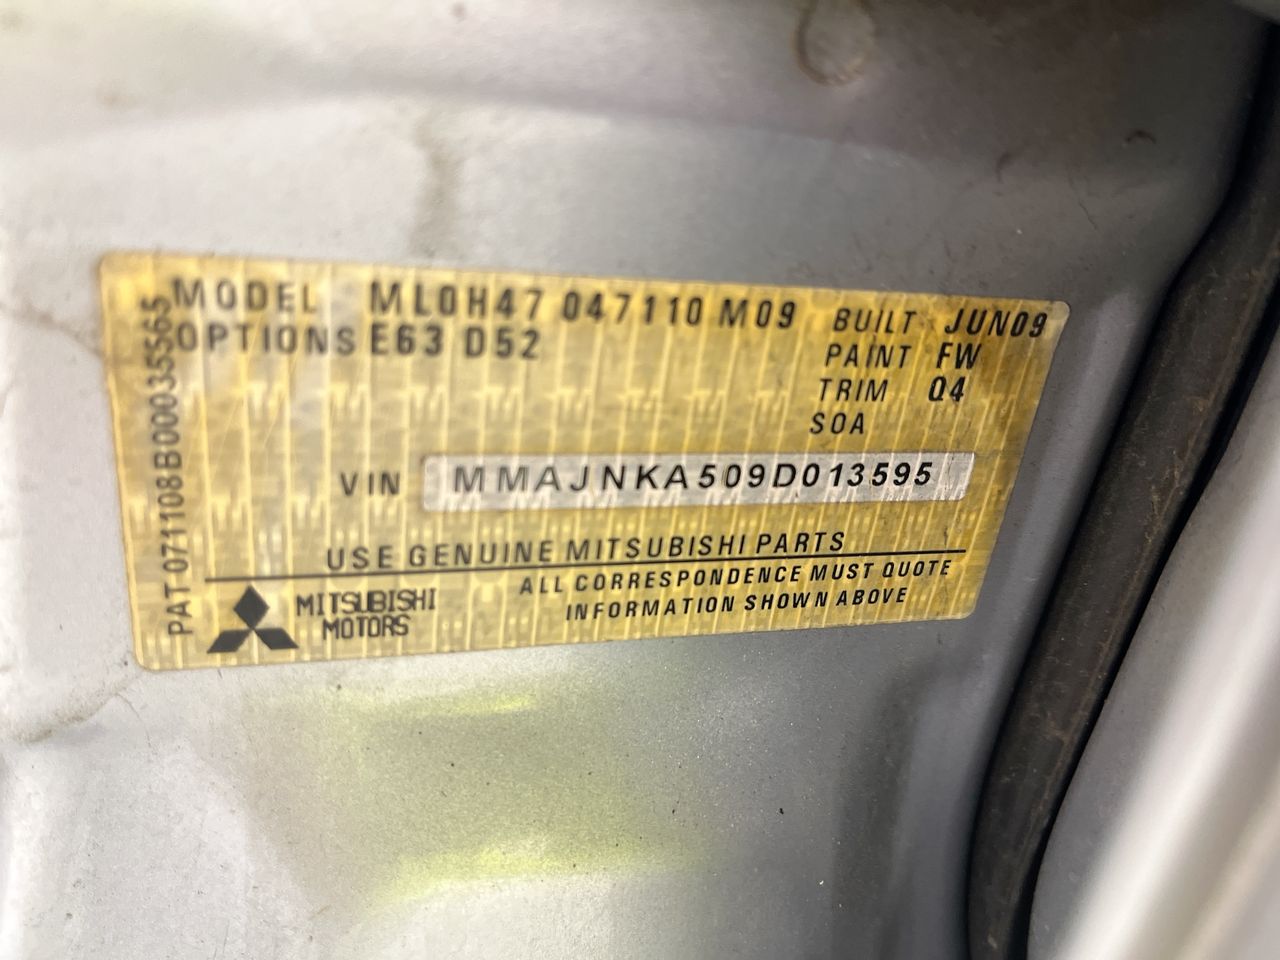 MODEL ML0H47 047110 M09
OPTIONS E63 D52
BUILT JUN09
PAINT FW
TRIM Q4
SOA
VIN MMAJNKA509D013595
USE GENUINE MITSUBISHI PARTS
MITSUBISHI
MOTORS
ALL CORRESPONDENCE MUST QUOTE
INFORMATION SHOWN ABOVE
PAT 071108B00035565